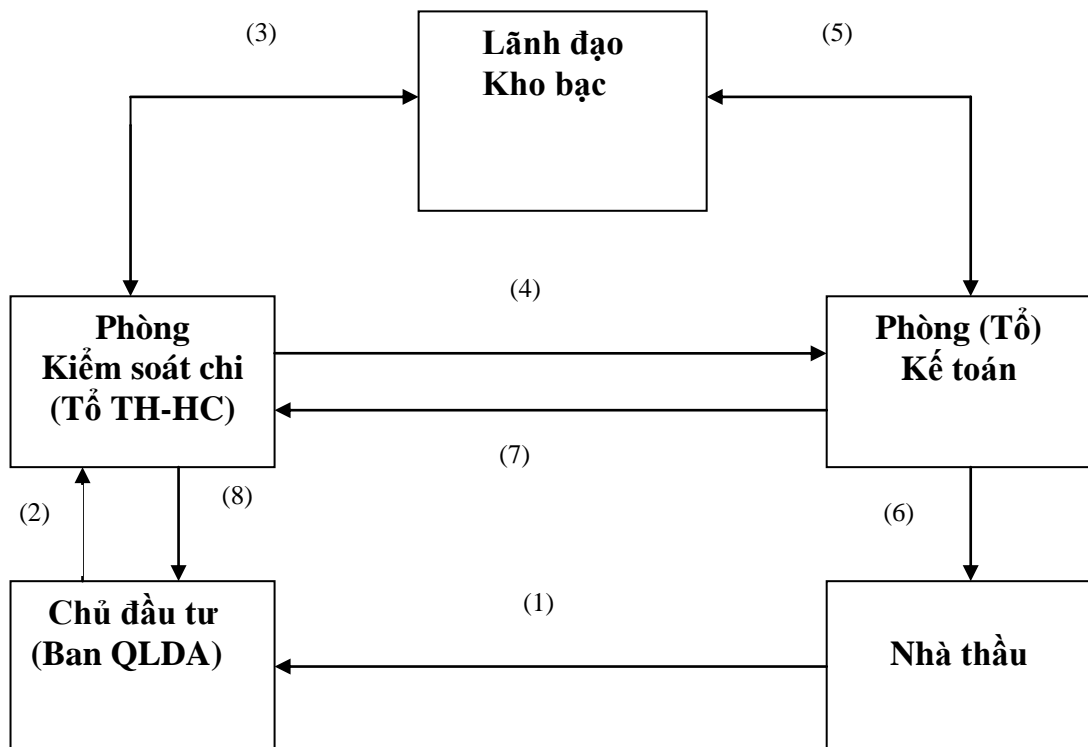 (3)
Lãnh đạo
Kho bạc
(5)
(4)
Phòng
Kiểm soát chi
(Tổ TH-HC)
Phòng (Tổ)
Kế toán
(7)
(2)
(8)
(6)
(1)
Chủ đầu tư
(Ban QLDA)
Nhà thầu